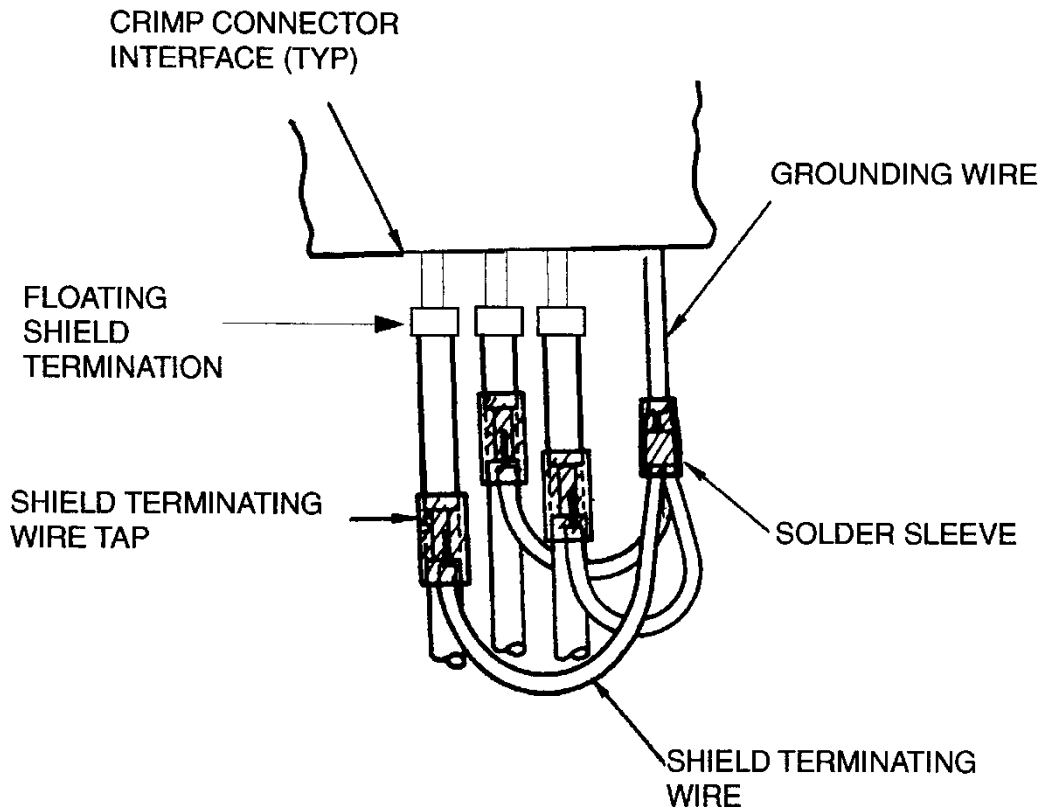 CRIMP CONNECTOR
INTERFACE (TYP)
GROUNDING WIRE
FLOATING
SHIELD
TERMINATION
SHIELD TERMINATING
WIRE TAP
SOLDER SLEEVE
SHIELD TERMINATING
WIRE